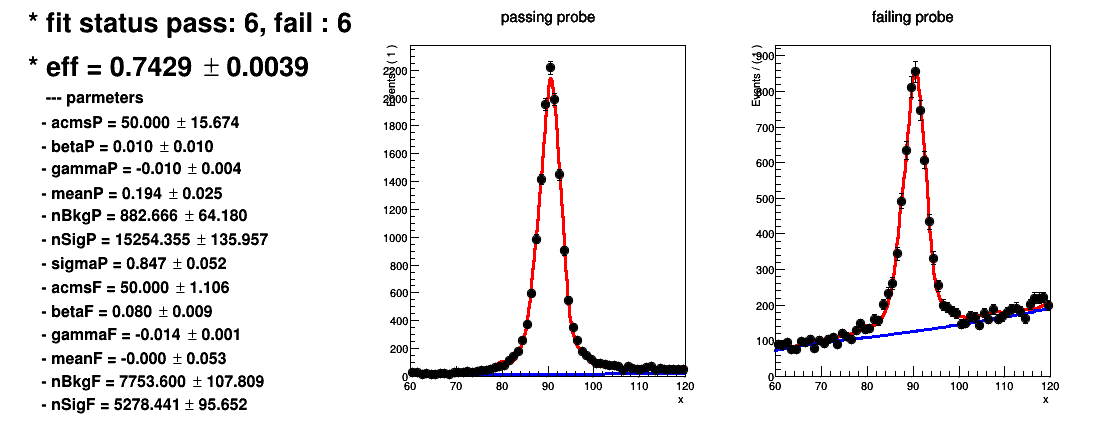 * fit status pass: 6, fail : 6
* eff = 0.7429 ± 0.0039
--- parmeters
- acmsP = 50.000 ± 15.674
- betaP = 0.010 ± 0.010
- gammaP = -0.010 ± 0.004
- meanP = 0.194 ± 0.025
- nBkgP = 882.666 ± 64.180
- nSigP = 15254.355 ± 135.957
- sigmaP = 0.847 ± 0.052
- acmsF = 50.000 ± 1.106
- betaF = 0.080 ± 0.009
- gammaF = -0.014 ± 0.001
- meanF = -0.000 ± 0.053
- nBkgF = 7753.600 ± 107.809
- nSigF = 5278.441 ± 95.652
passing probe
Events / ( 1 )
2200
2000
1800
1600
1400
1200
1000
800
600
400
200
0
60 70 80 90 100 110 120
x
failing probe
Events / ( 1 )
900
800
700
600
500
400
300
200
100
0
60 70 80 90 100 110 120
x